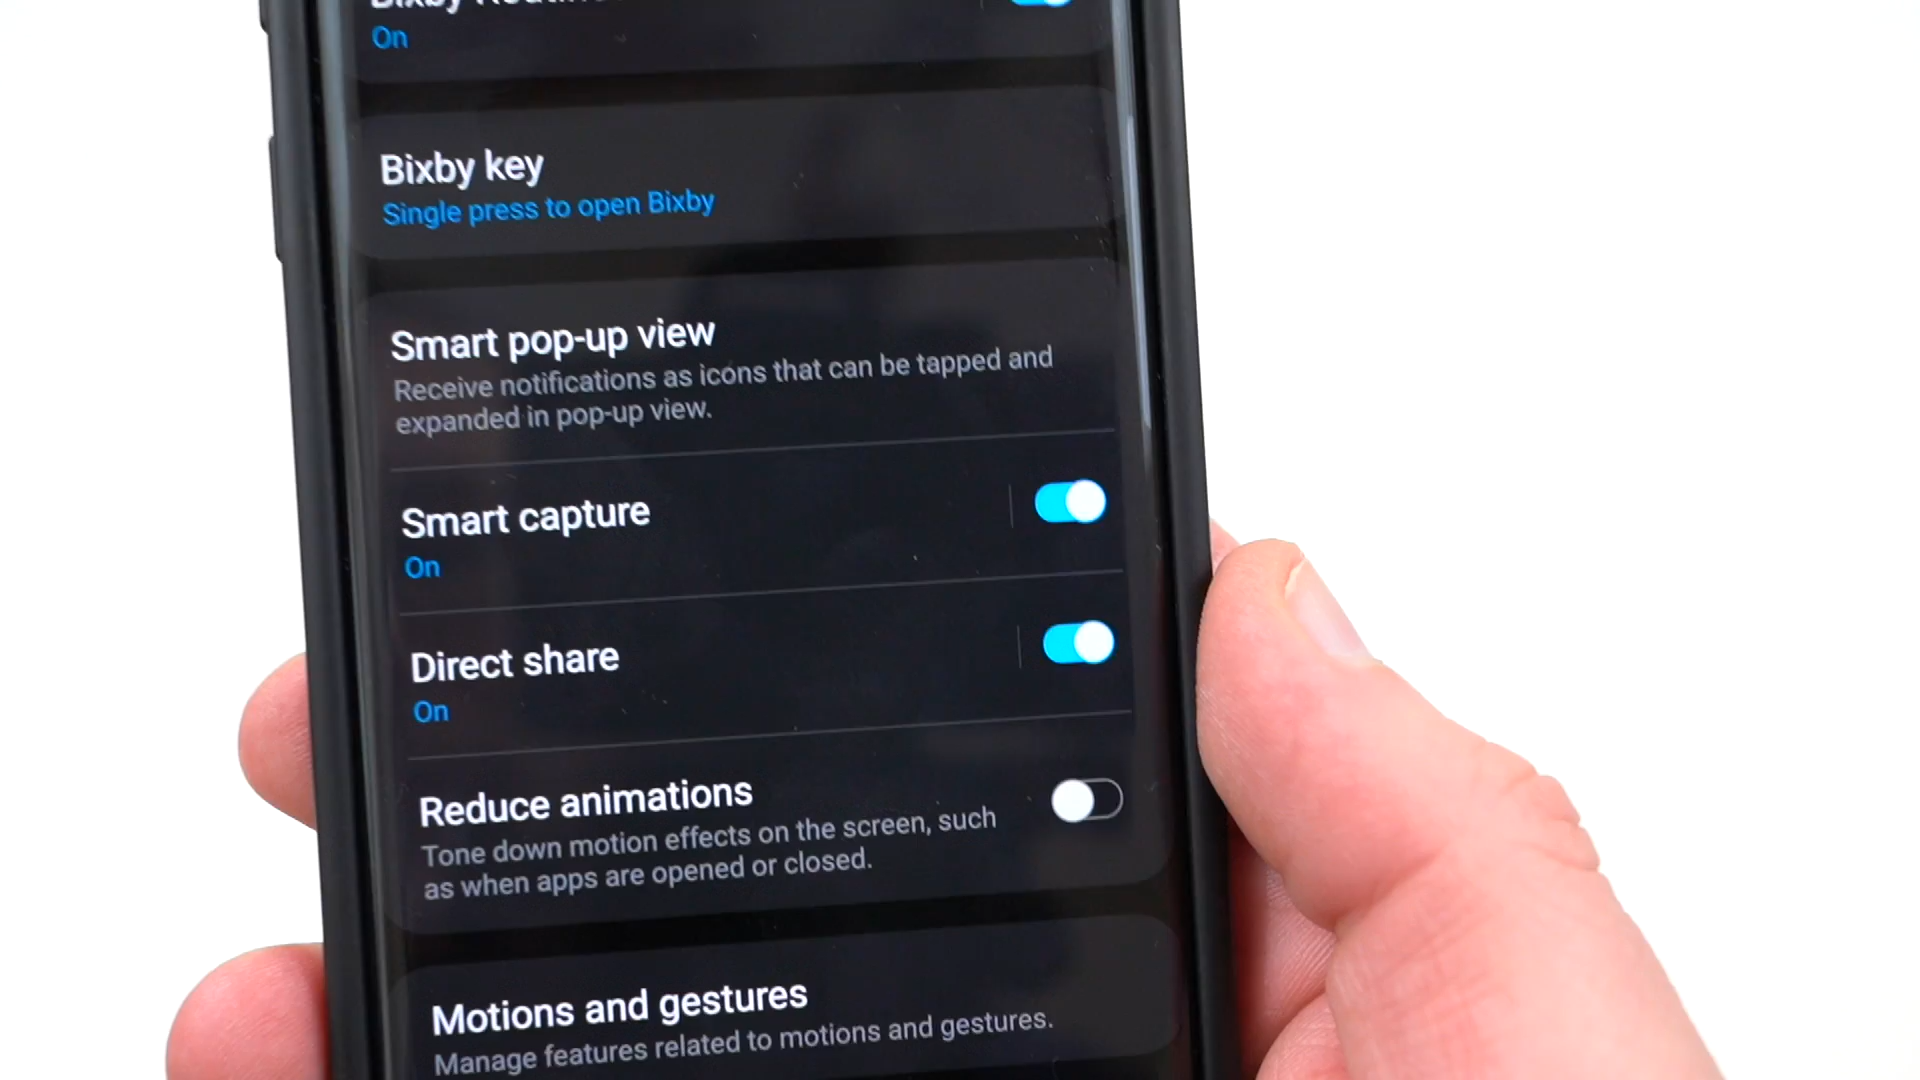 Bixby
On
Bixby key
Single press to open Bixby
Smart pop-up view
Receive notifications as icons that can be tapped and
expanded in pop-up view.
Smart capture
On
Direct share
On
Reduce animations
Tone down motion effects on the screen, such
as when apps are opened or closed.
Motions and gestures
Manage features related to motions and gestures.